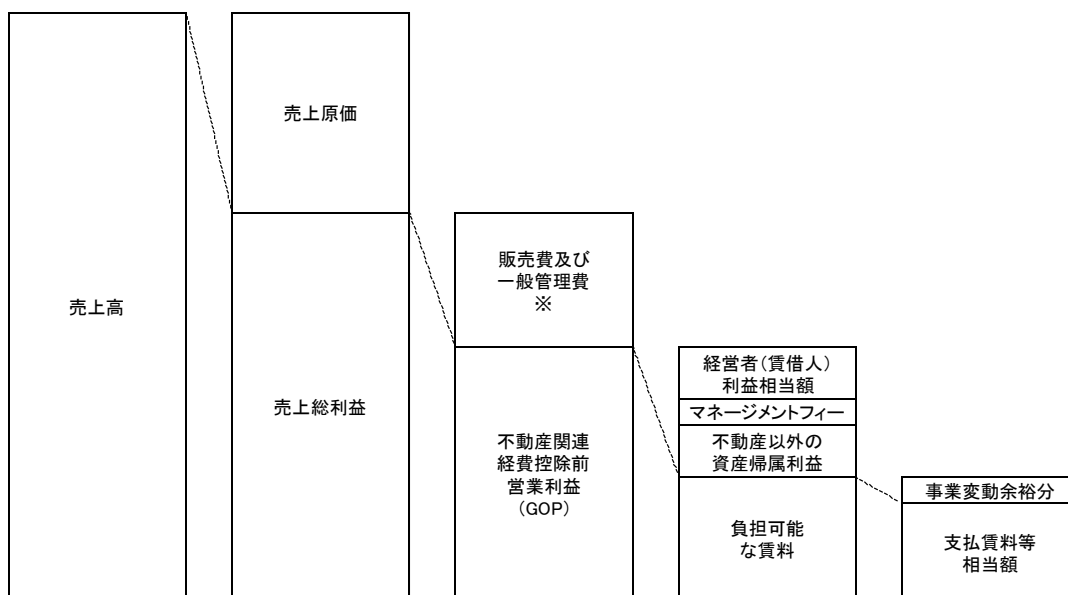 売上高
売上原価
売上総利益
販売費及び
一般管理費
※
不動産関連
経費控除前
営業利益
(GOP)
経営者(賃借人)
利益相当額
マネージメントフィー
不動産以外の
資産帰属利益
負担可能
な賃料
事業変動余裕分
支払賃料等
相当額